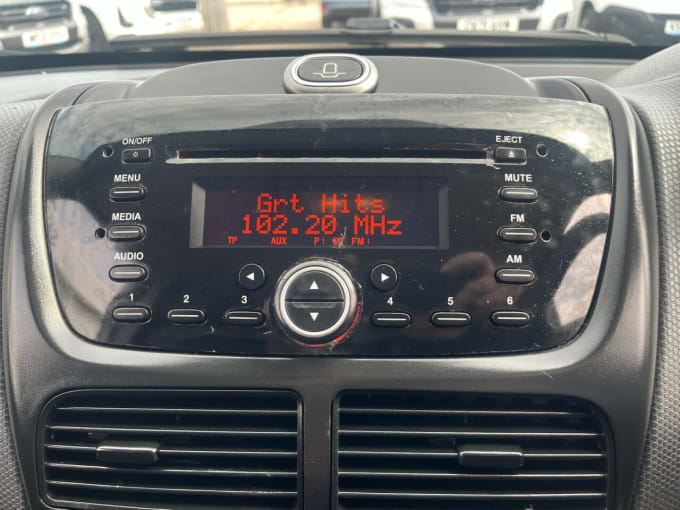 ON/OFF
EJECT
MENU
MUTE
MEDIA
FM
AUDIO
AM
Grt Hits
102.20 MHz
TP AUX P FM
1 2 3 4 5 6